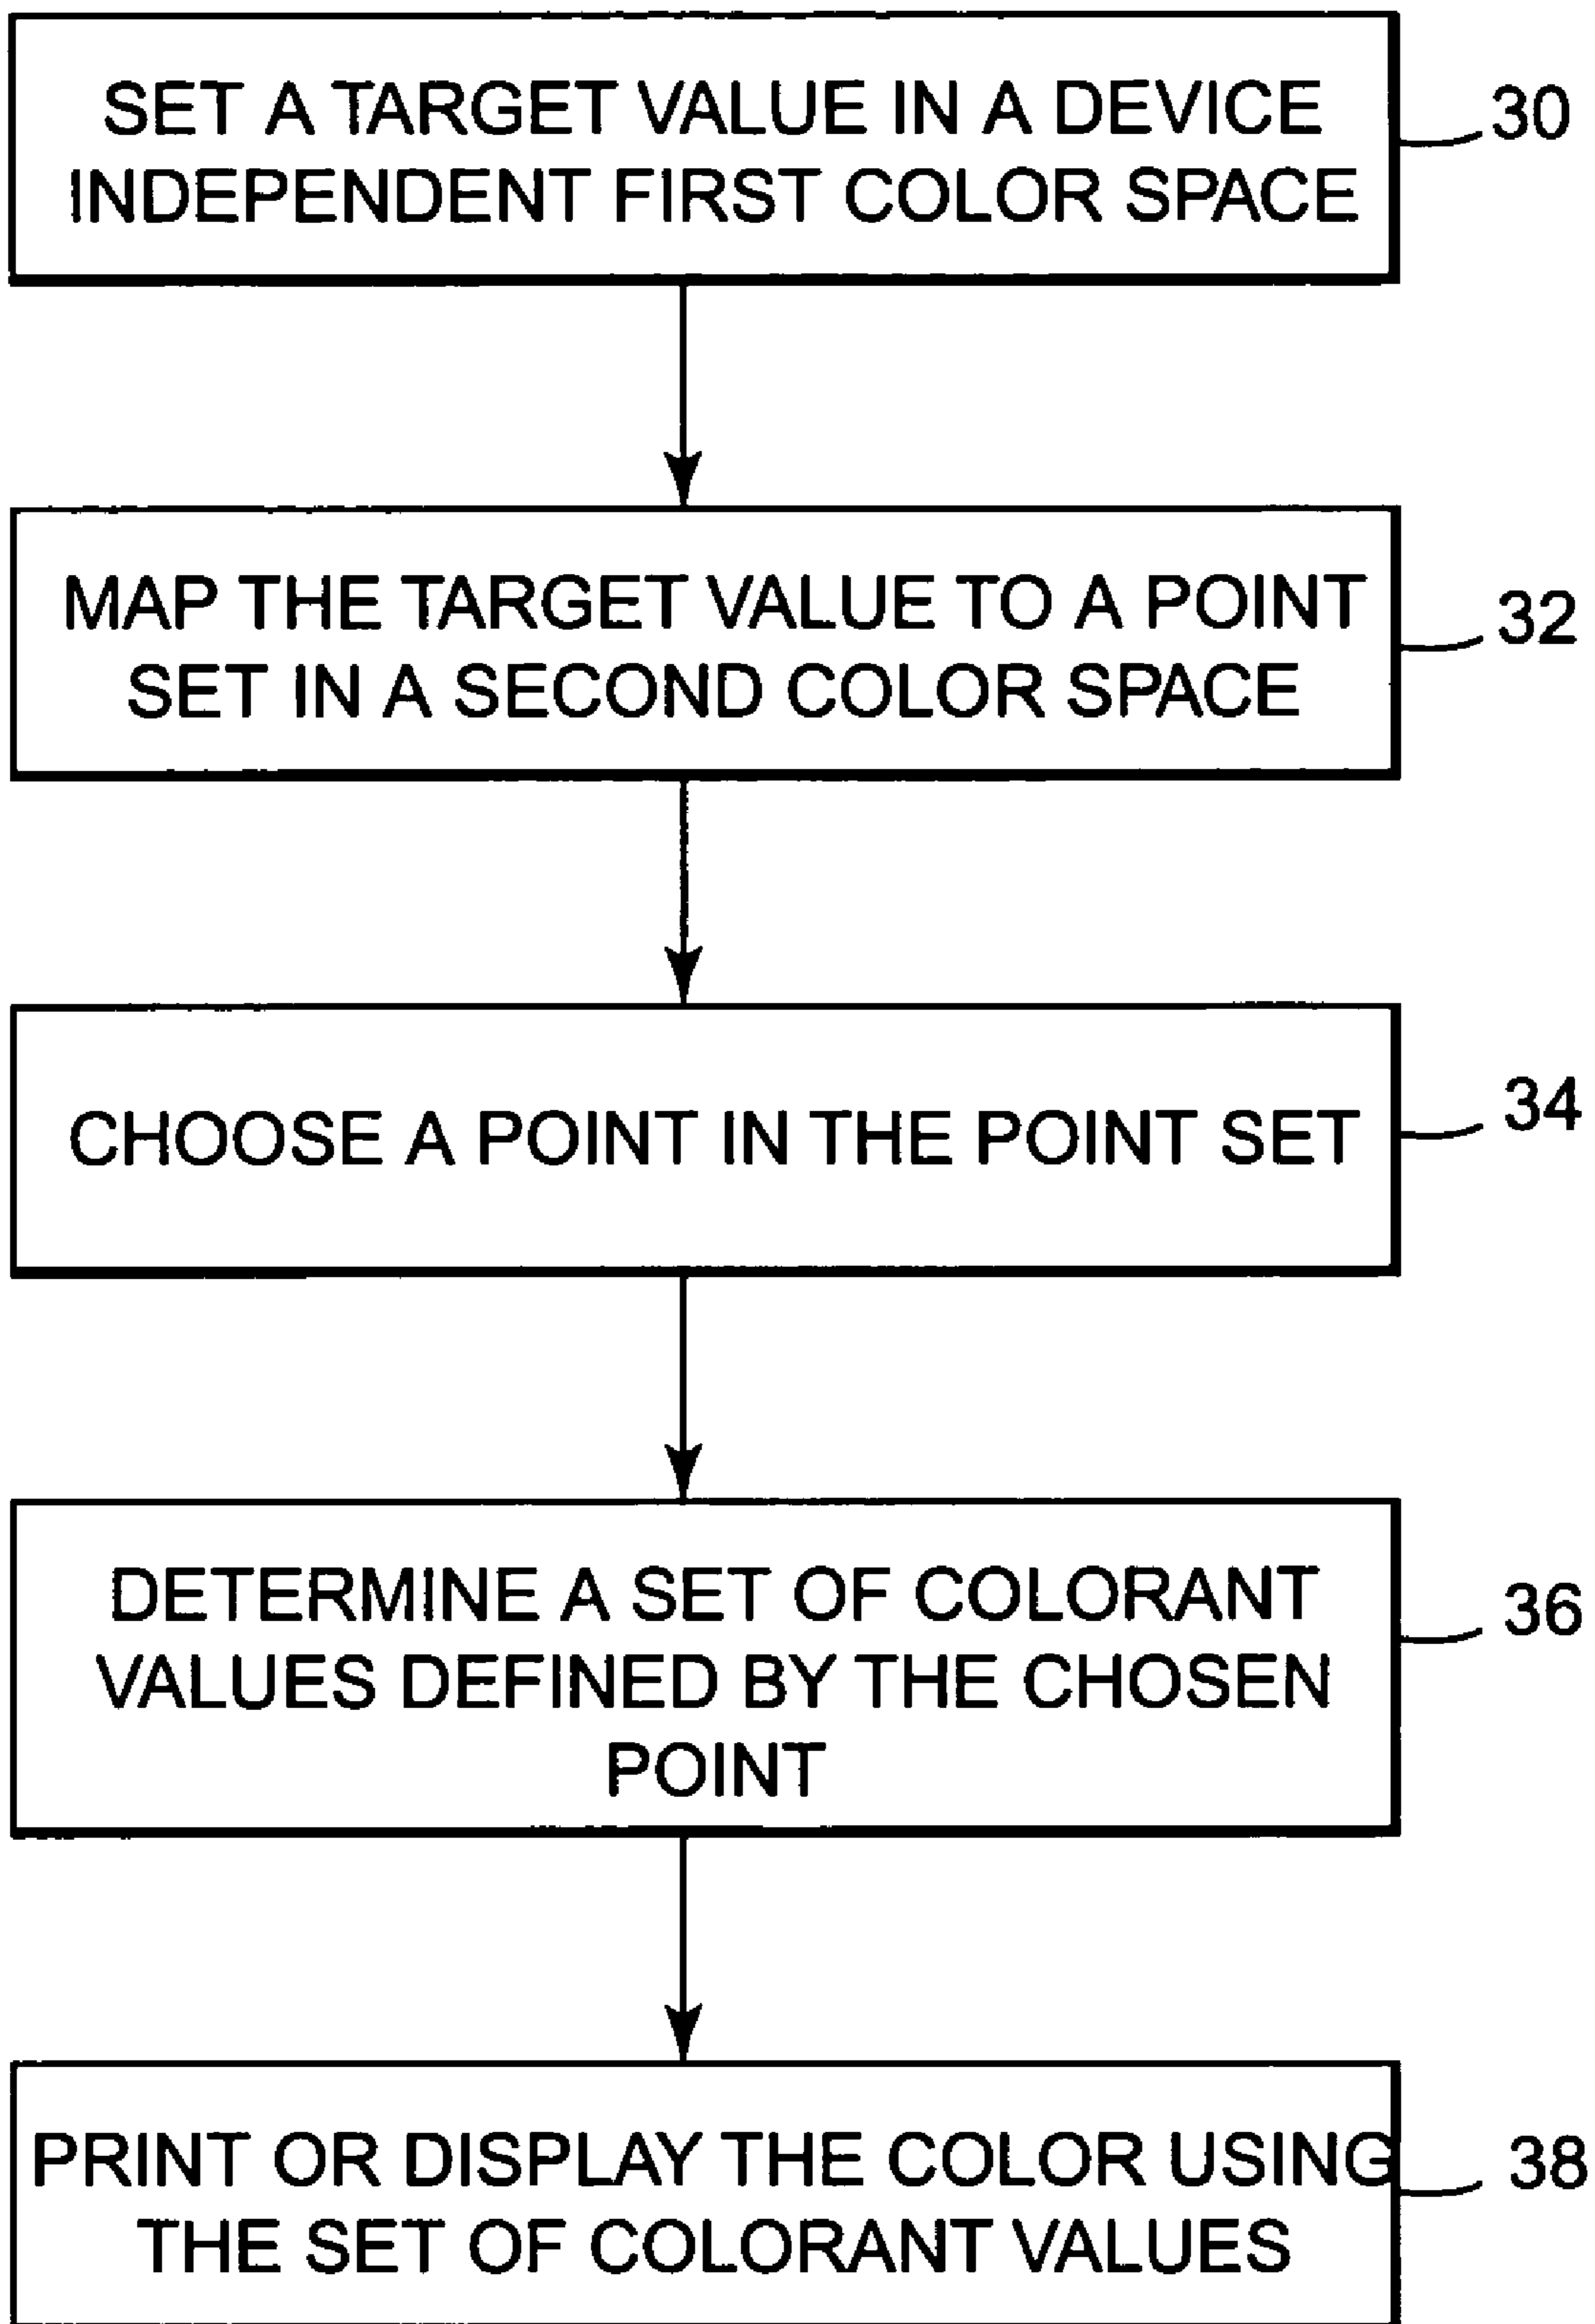 SET A TARGET VALUE IN A DEVICE
INDEPENDENT FIRST COLOR SPACE
30
MAP THE TARGET VALUE TO A POINT
SET IN A SECOND COLOR SPACE
32
CHOOSE A POINT IN THE POINT SET
34
DETERMINE A SET OF COLORANT
VALUES DEFINED BY THE CHOSEN
POINT
36
PRINT OR DISPLAY THE COLOR USING
THE SET OF COLORANT VALUES
38